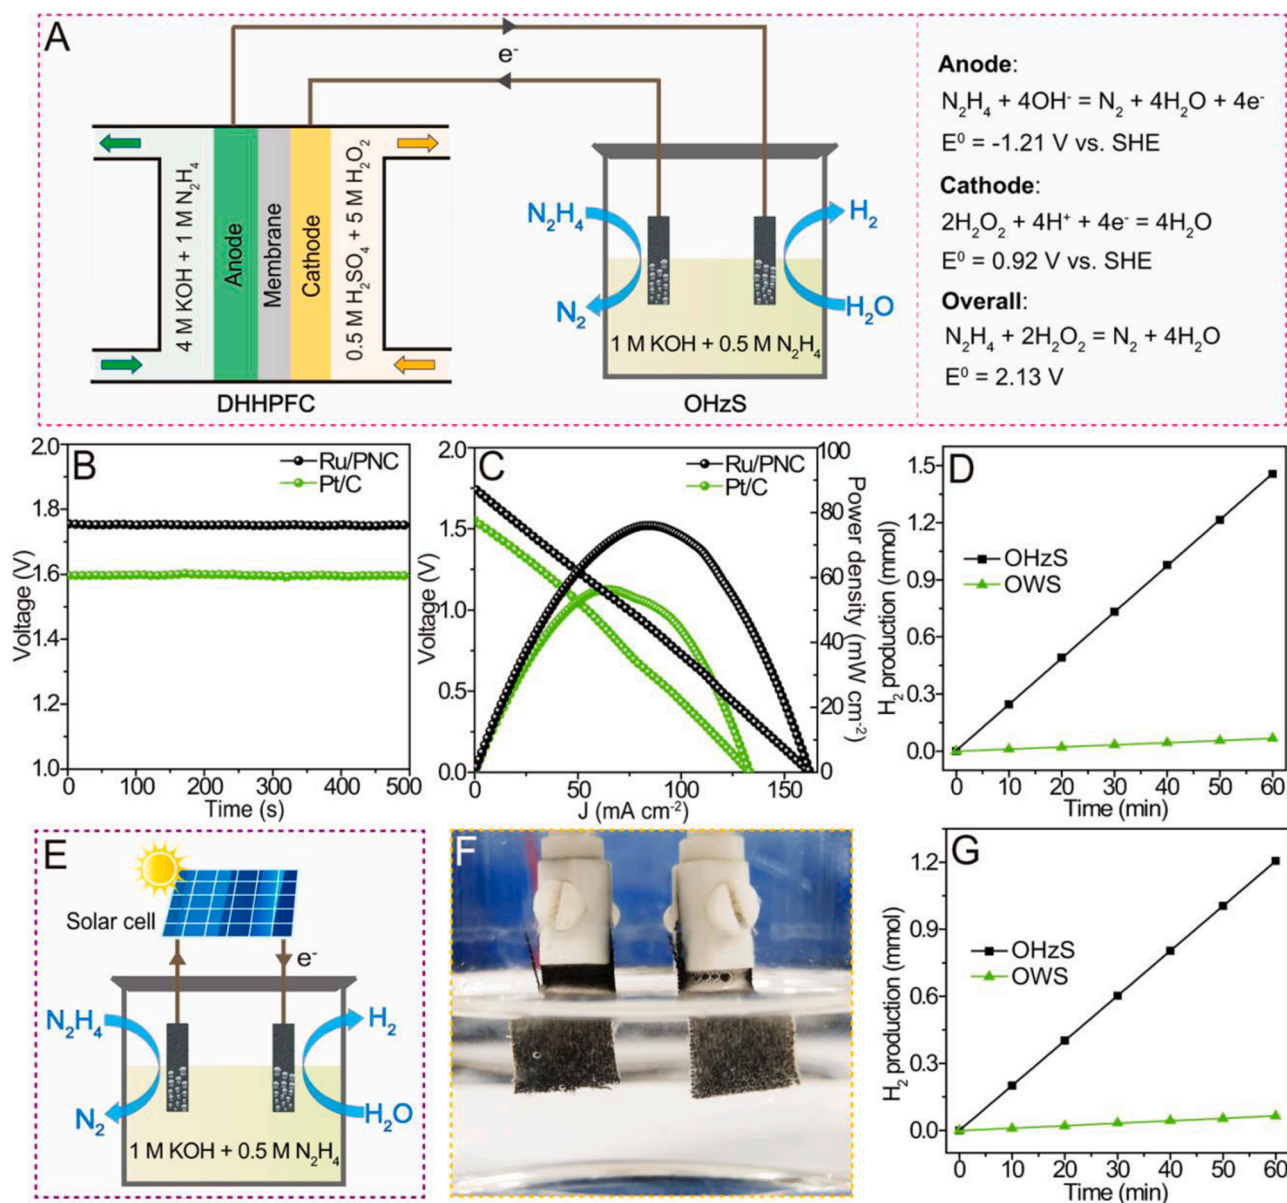 A
e⁻
Anode:
N₂H₄ + 4OH⁻ = N₂ + 4H₂O + 4e⁻
E⁰ = -1.21 V vs. SHE
Cathode:
2H₂O₂ + 4H⁺ + 4e⁻ = 4H₂O
E⁰ = 0.92 V vs. SHE
Overall:
N₂H₄ + 2H₂O₂ = N₂ + 4H₂O
E⁰ = 2.13 V
4 M KOH + 1 M N₂H₄
Anode
Membrane
Cathode
0.5 M H₂SO₄ + 5 M H₂O₂
DHHPFC
N₂H₄
N₂
H₂
H₂O
1 M KOH + 0.5 M N₂H₄
OHzS
B
Ru/PNC
Pt/C
Voltage (V)
2.0
1.8
1.6
1.4
1.2
1.0
0 100 200 300 400 500
Time (s)
C
Ru/PNC
Pt/C
Voltage (V)
2.0
1.5
1.0
0.5
0.0
0 50 100 150
J (mA cm⁻²)
100
80
60
40
20
0
Power density (mW cm⁻²)
D
OHzS
OWS
H₂ production (mmol)
1.5
1.2
0.9
0.6
0.3
0.0
0 10 20 30 40 50 60
Time (min)
E
Solar cell
e⁻
N₂H₄
N₂
H₂
H₂O
1 M KOH + 0.5 M N₂H₄
F
G
OHzS
OWS
H₂ production (mmol)
1.2
0.9
0.6
0.3
0.0
0 10 20 30 40 50 60
Time (min)